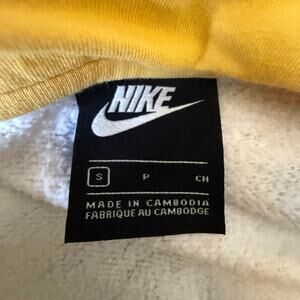 NIKE
S P CH
MADE IN CAMBODIA
FABRIQUE AU CAMBODGE